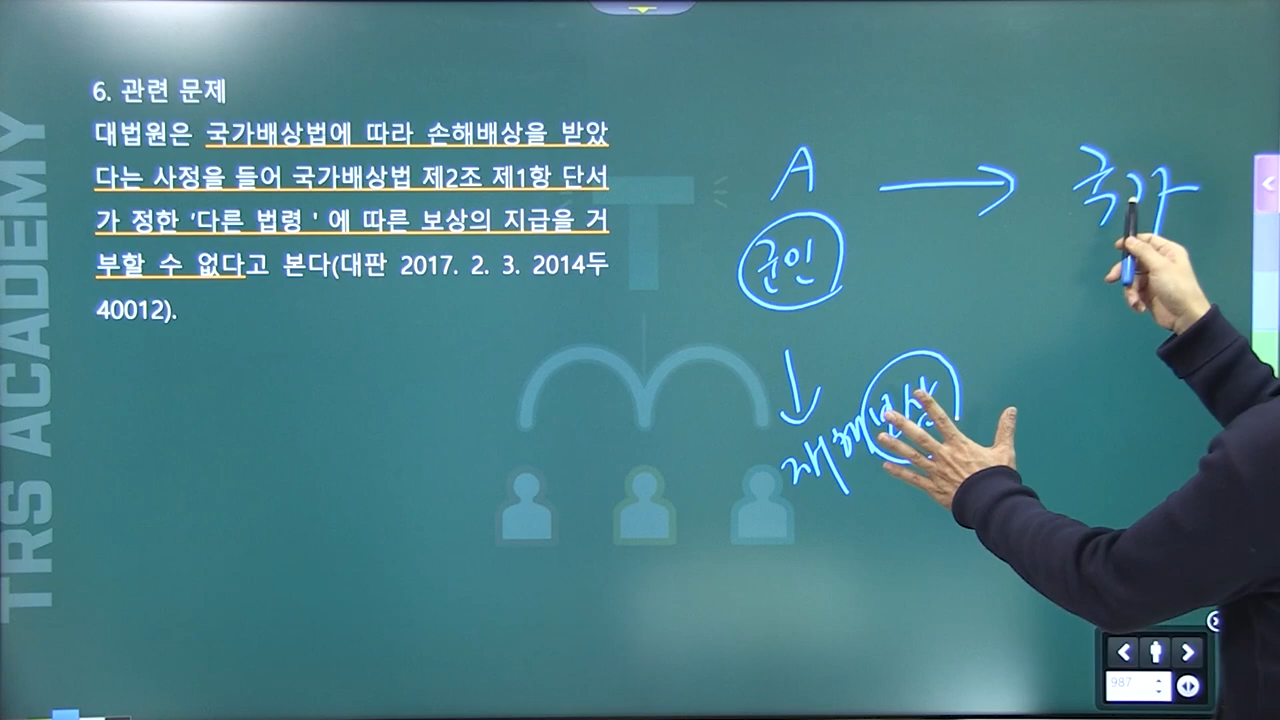 6. 관련 문제
대법원은 국가배상법에 따라 손해배상을 받았
다는 사정을 들어 국가배상법 제2조 제1항 단서
가 정한 '다른 법령 ' 에 따른 보상의 지급을 거
부할 수 없다고 본다(대판 2017. 2. 3. 2014두
40012).
A → 국가
군인
↓
재해보상
TRS ACADEMY
987